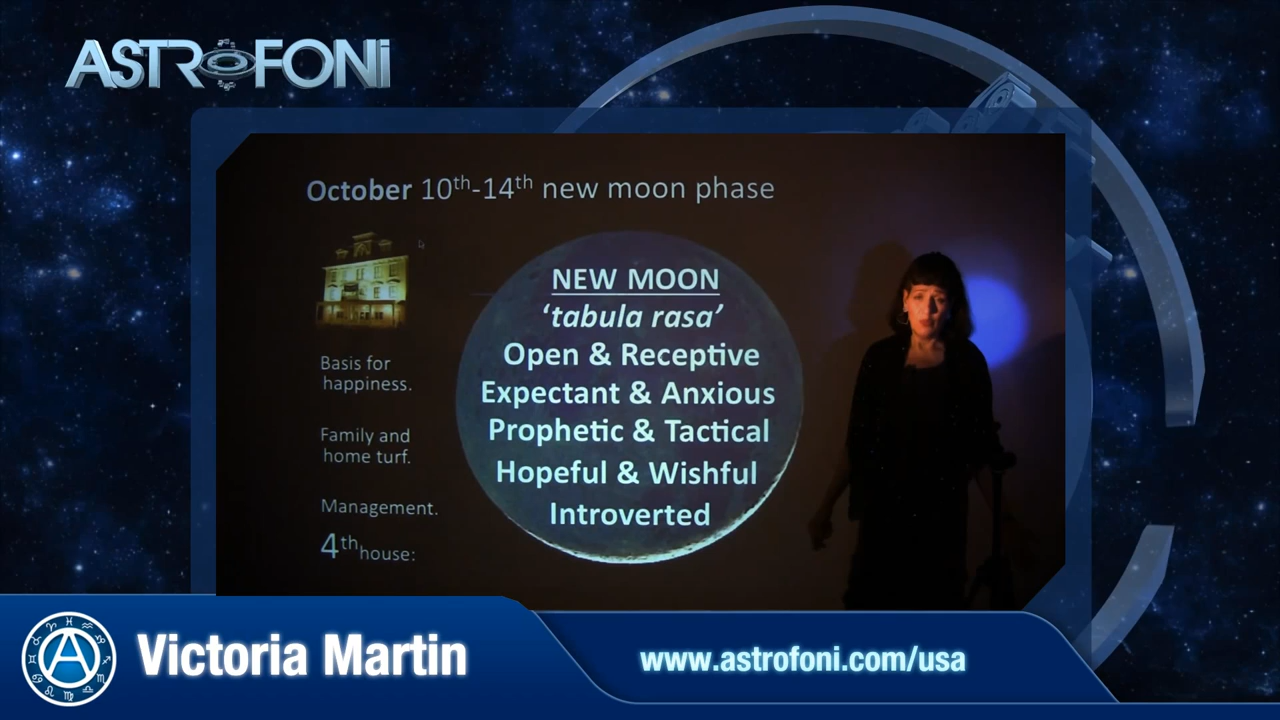 ASTROFONi
October 10th-14th new moon phase
NEW MOON
‘tabula rasa’
Open & Receptive
Expectant & Anxious
Prophetic & Tactical
Hopeful & Wishful
Introverted
Basis for
happiness.
Family and
home turf.
Management.
4th house:
Victoria Martin
www.astrofoni.com/usa